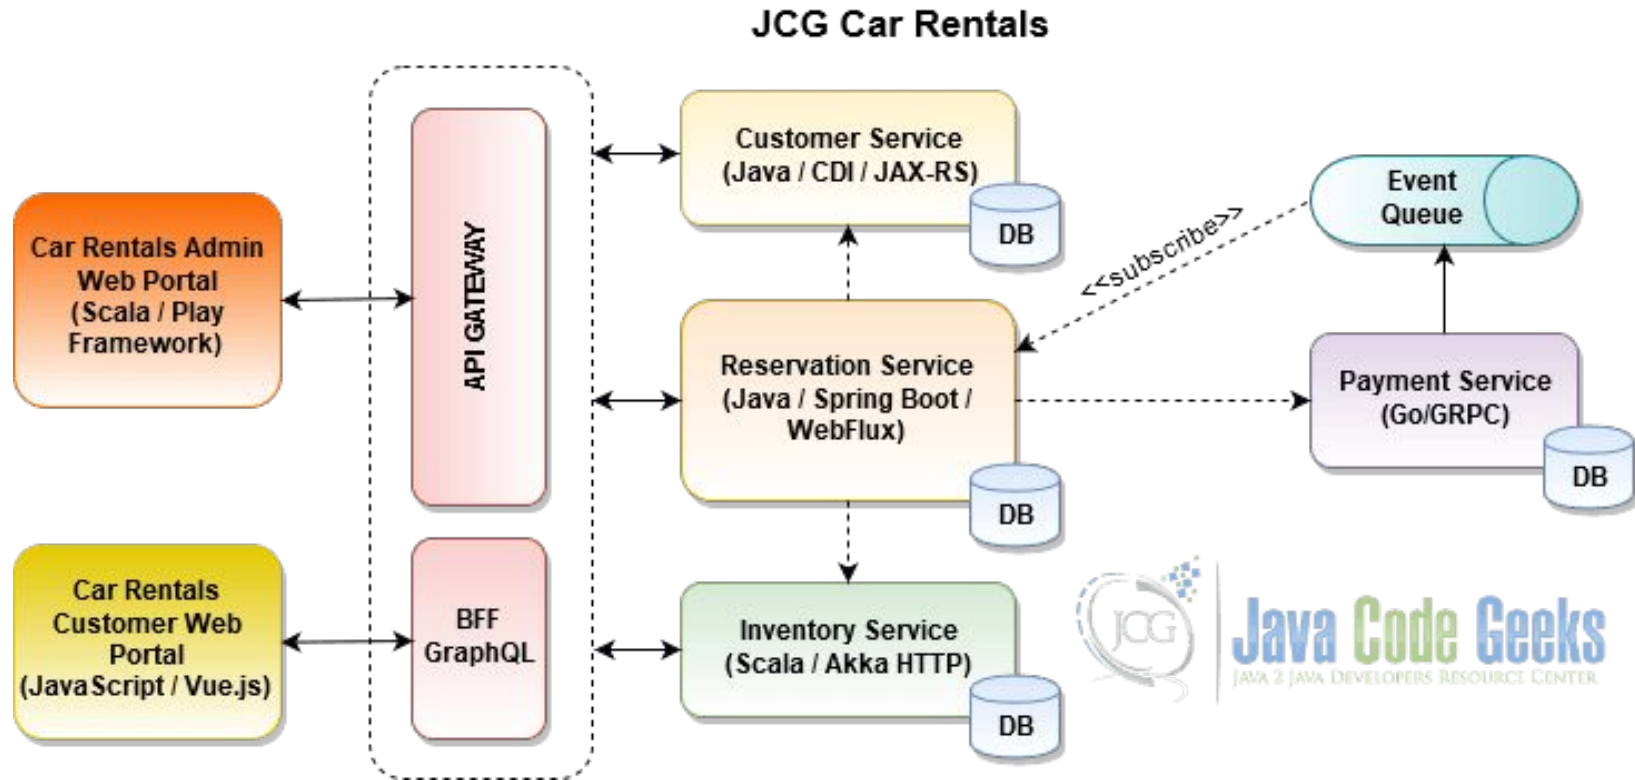 JCG Car Rentals
Car Rentals Admin
Web Portal
(Scala / Play
Framework)
Car Rentals
Customer Web
Portal
(JavaScript / Vue.js)
API GATEWAY
BFF
GraphQL
Customer Service
(Java / CDI / JAX-RS)
DB
Reservation Service
(Java / Spring Boot /
WebFlux)
DB
Inventory Service
(Scala / Akka HTTP)
DB
<<subscribe>>
Event
Queue
Payment Service
(Go/GRPC)
DB
JCG
Java Code Geeks
JAVA 2 JAVA DEVELOPERS RESOURCE CENTER